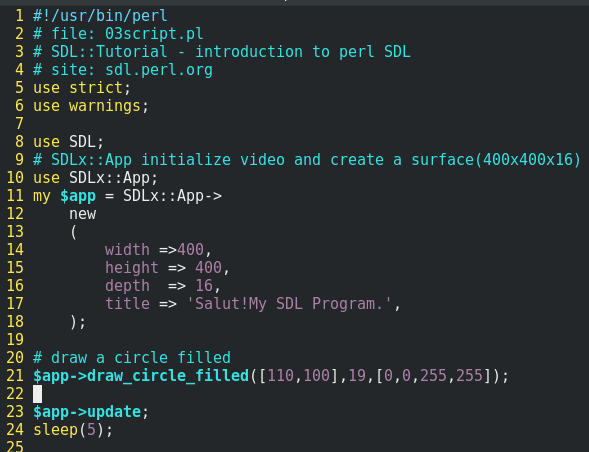 1 #!/usr/bin/perl
2 # file: 03script.pl
3 # SDL::Tutorial - introduction to perl SDL
4 # site: sdl.perl.org
5 use strict;
6 use warnings;
7
8 use SDL;
9 # SDLx::App initialize video and create a surface(400x400x16)
10 use SDLx::App;
11 my $app = SDLx::App->
12     new
13     (
14         width =>400,
15         height => 400,
16         depth  => 16,
17         title => 'Salut!My SDL Program.',
18     );
19
20 # draw a circle filled
21 $app->draw_circle_filled([110,100],19,[0,0,255,255]);
22
23 $app->update;
24 sleep(5);
25